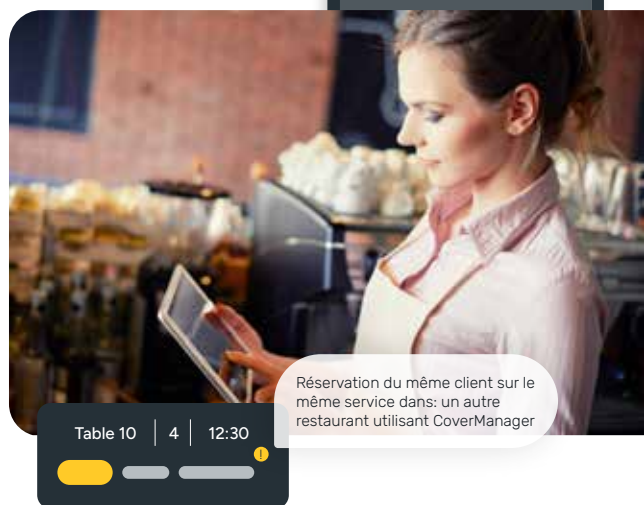 Réservation du même client sur le
même service dans: un autre
restaurant utilisant CoverManager
Table 10 | 4 | 12:30
!